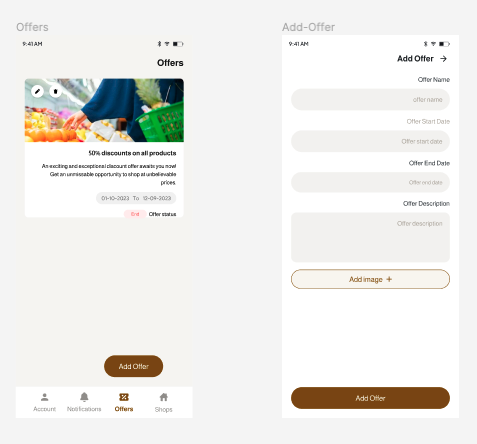 Offers
9:41 AM
Offers
50% discounts on all products
An exciting and exceptional discount offer awaits you now!
Get an unmissable opportunity to shop at unbelievable
prices.
01-10-2023 To 12-09-2023
End Offer status
Add Offer
Account Notifications Offers Shops
Add-Offer
9:41 AM
Add Offer →
Offer Name
offer name
Offer Start Date
Offer start date
Offer End Date
Offer end date
Offer Description
Offer description
Add image +
Add Offer